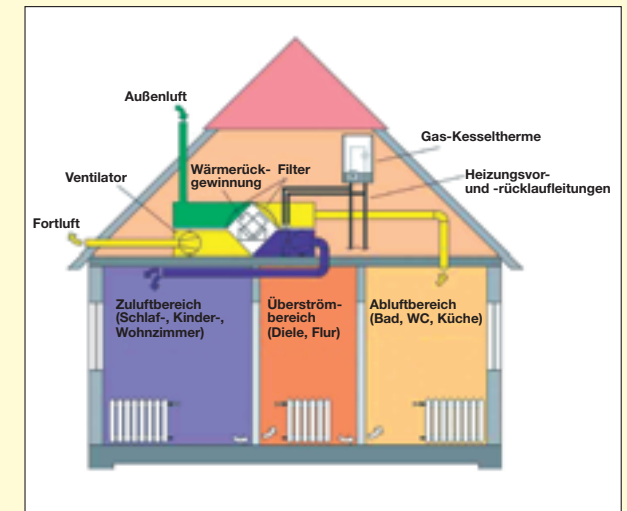 Außenluft
Gas-Kesseltherme
Wärmerück-
gewinnung
Filter
Ventilator
Heizungsvor-
und -rücklaufleitungen
Fortluft
Zuluftbereich
(Schlaf-, Kinder-,
Wohnzimmer)
Überström-
bereich
(Diele, Flur)
Abluftbereich
(Bad, WC, Küche)